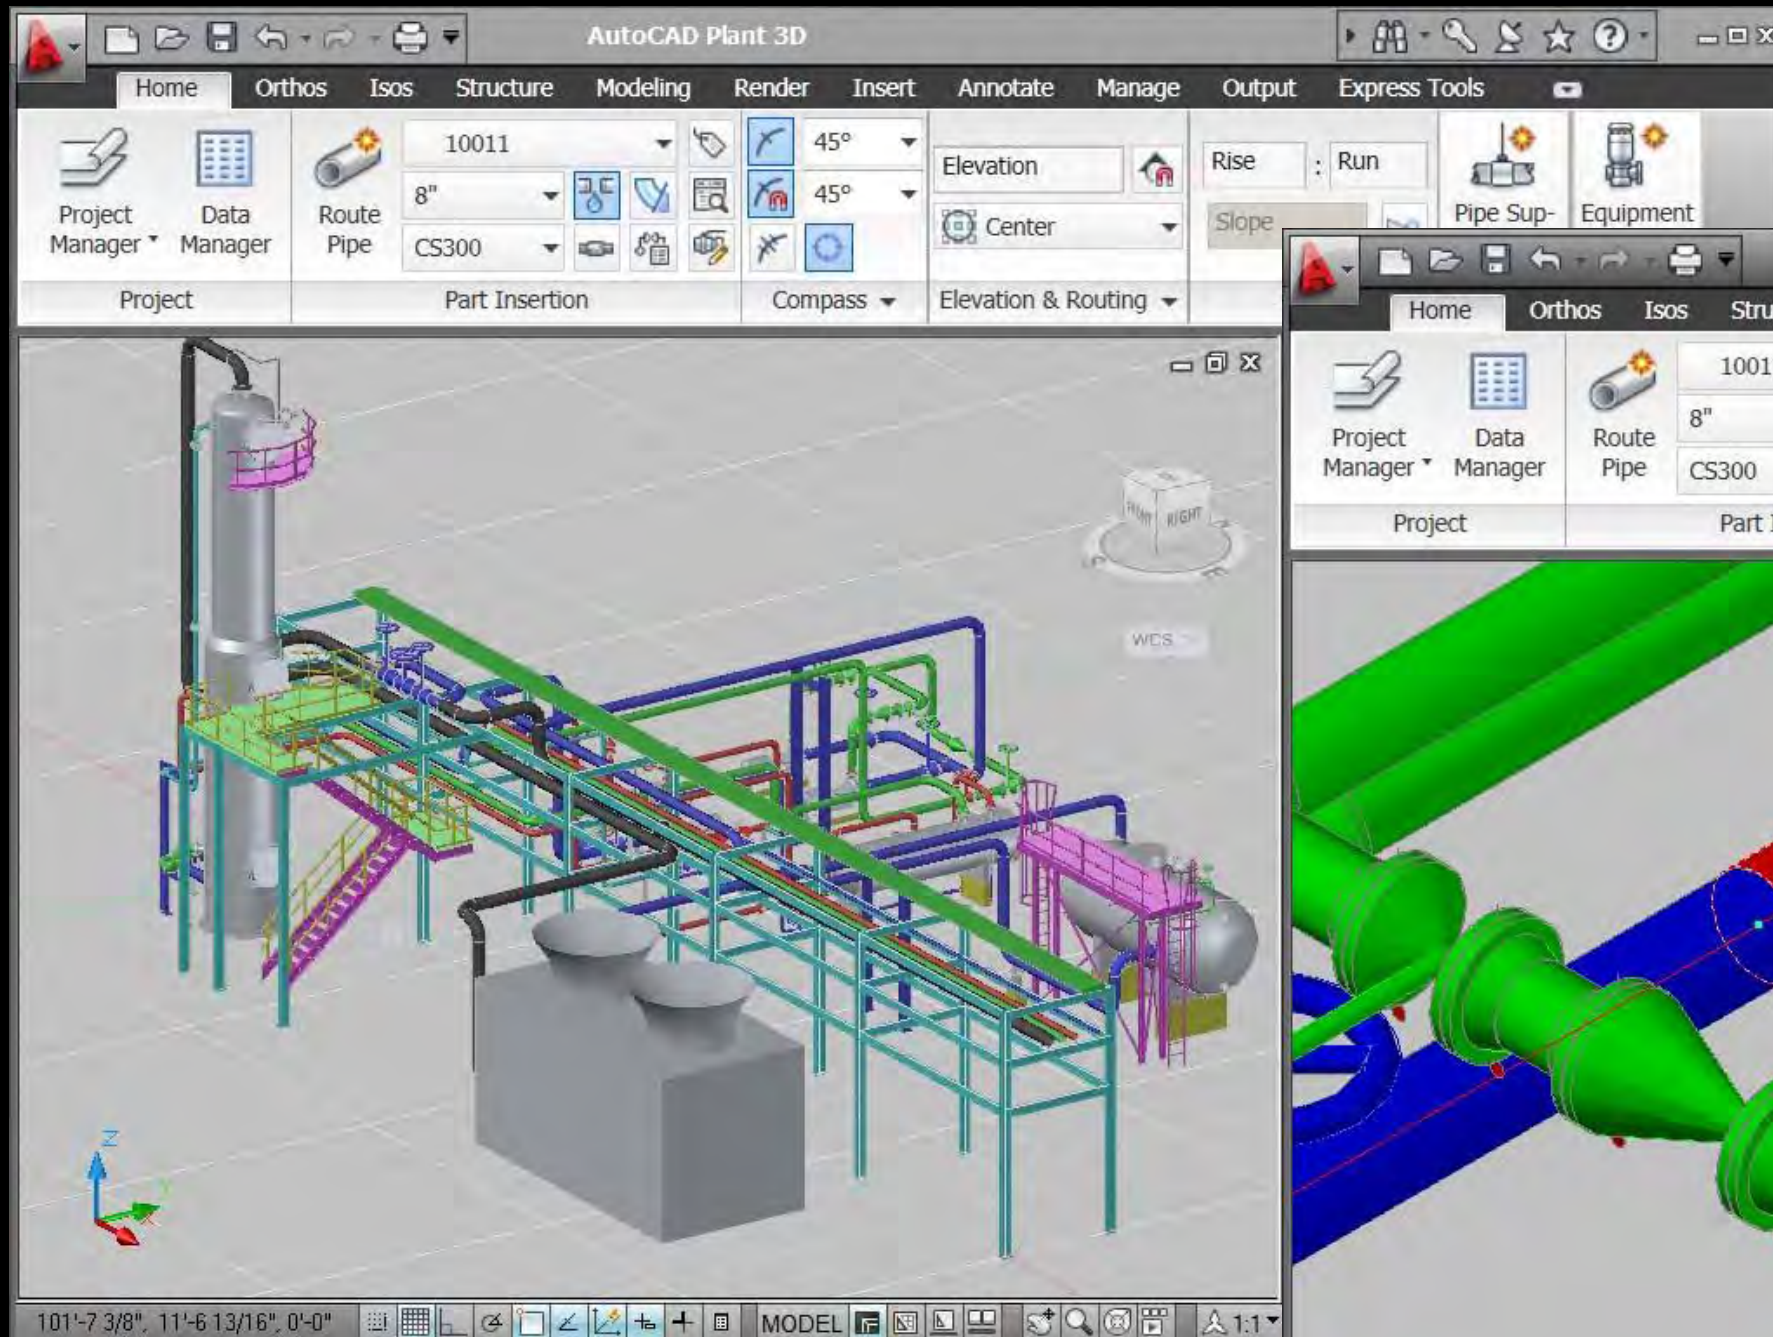 AutoCAD Plant 3D
Home Orthos Isos Structure Modeling Render Insert Annotate Manage Output Express Tools
Project Manager
Data Manager
Route Pipe
10011
8"
CS300
45°
45°
Elevation
Center
Rise : Run
Slope
Pipe Sup-
Equipment
Project
Part Insertion
Compass
Elevation & Routing
RIGHT
WCS
Z
101'-7 3/8", 11'-6 13/16", 0'-0"
MODEL
1:1
Home Orthos Isos Stru
Project Manager
Data Manager
Route Pipe
1001
8"
CS300
Project
Part